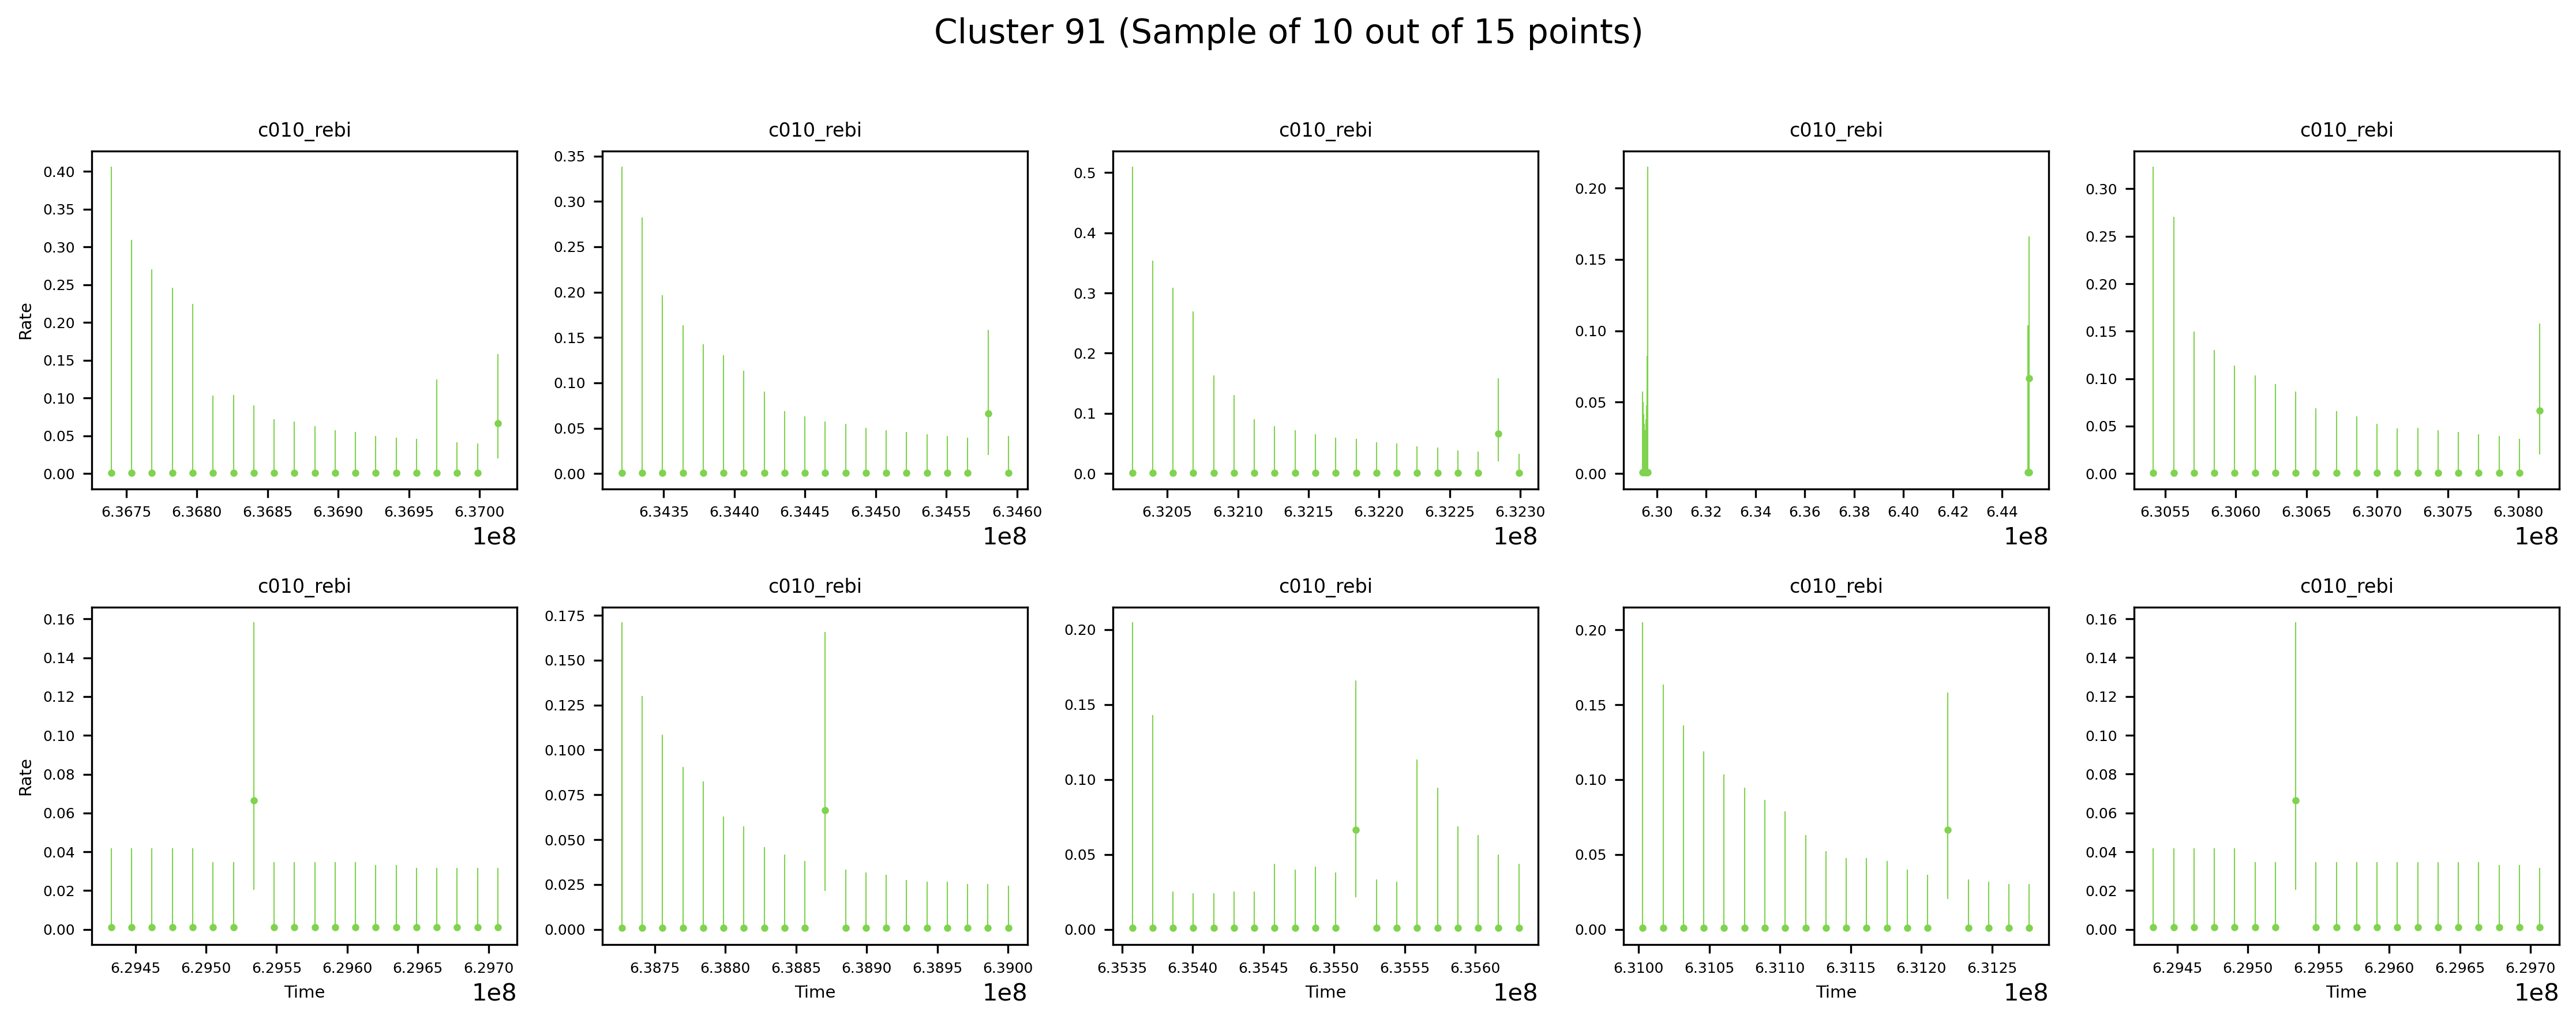 Cluster 91 (Sample of 10 out of 15 points)
c010_rebi c010_rebi c010_rebi c010_rebi c010_rebi
Rate
0.40 0.35 0.30 0.25 0.20 0.15 0.10 0.05 0.00
6.3675 6.3680 6.3685 6.3690 6.3695 6.3700
1e8
0.35 0.30 0.25 0.20 0.15 0.10 0.05 0.00
6.3435 6.3440 6.3445 6.3450 6.3455 6.3460
1e8
0.5 0.4 0.3 0.2 0.1 0.0
6.3205 6.3210 6.3215 6.3220 6.3225 6.3230
1e8
0.20 0.15 0.10 0.05 0.00
6.30 6.32 6.34 6.36 6.38 6.40 6.42 6.44
1e8
0.30 0.25 0.20 0.15 0.10 0.05 0.00
6.3055 6.3060 6.3065 6.3070 6.3075 6.3080
1e8
c010_rebi c010_rebi c010_rebi c010_rebi c010_rebi
Rate
0.16 0.14 0.12 0.10 0.08 0.06 0.04 0.02 0.00
6.2945 6.2950 6.2955 6.2960 6.2965 6.2970
Time
1e8
0.175 0.150 0.125 0.100 0.075 0.050 0.025 0.000
6.3875 6.3880 6.3885 6.3890 6.3895 6.3900
Time
1e8
0.20 0.15 0.10 0.05 0.00
6.3535 6.3540 6.3545 6.3550 6.3555 6.3560
Time
1e8
0.20 0.15 0.10 0.05 0.00
6.3100 6.3105 6.3110 6.3115 6.3120 6.3125
Time
1e8
0.16 0.14 0.12 0.10 0.08 0.06 0.04 0.02 0.00
6.2945 6.2950 6.2955 6.2960 6.2965 6.2970
Time
1e8